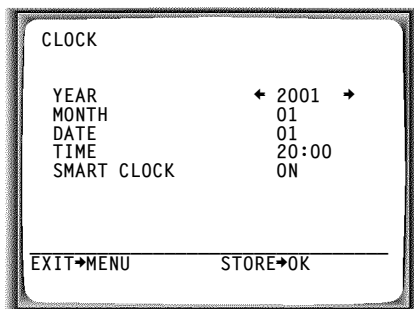 CLOCK
YEAR ← 2001 →
MONTH 01
DATE 01
TIME 20:00
SMART CLOCK ON
EXIT→MENU STORE→OK